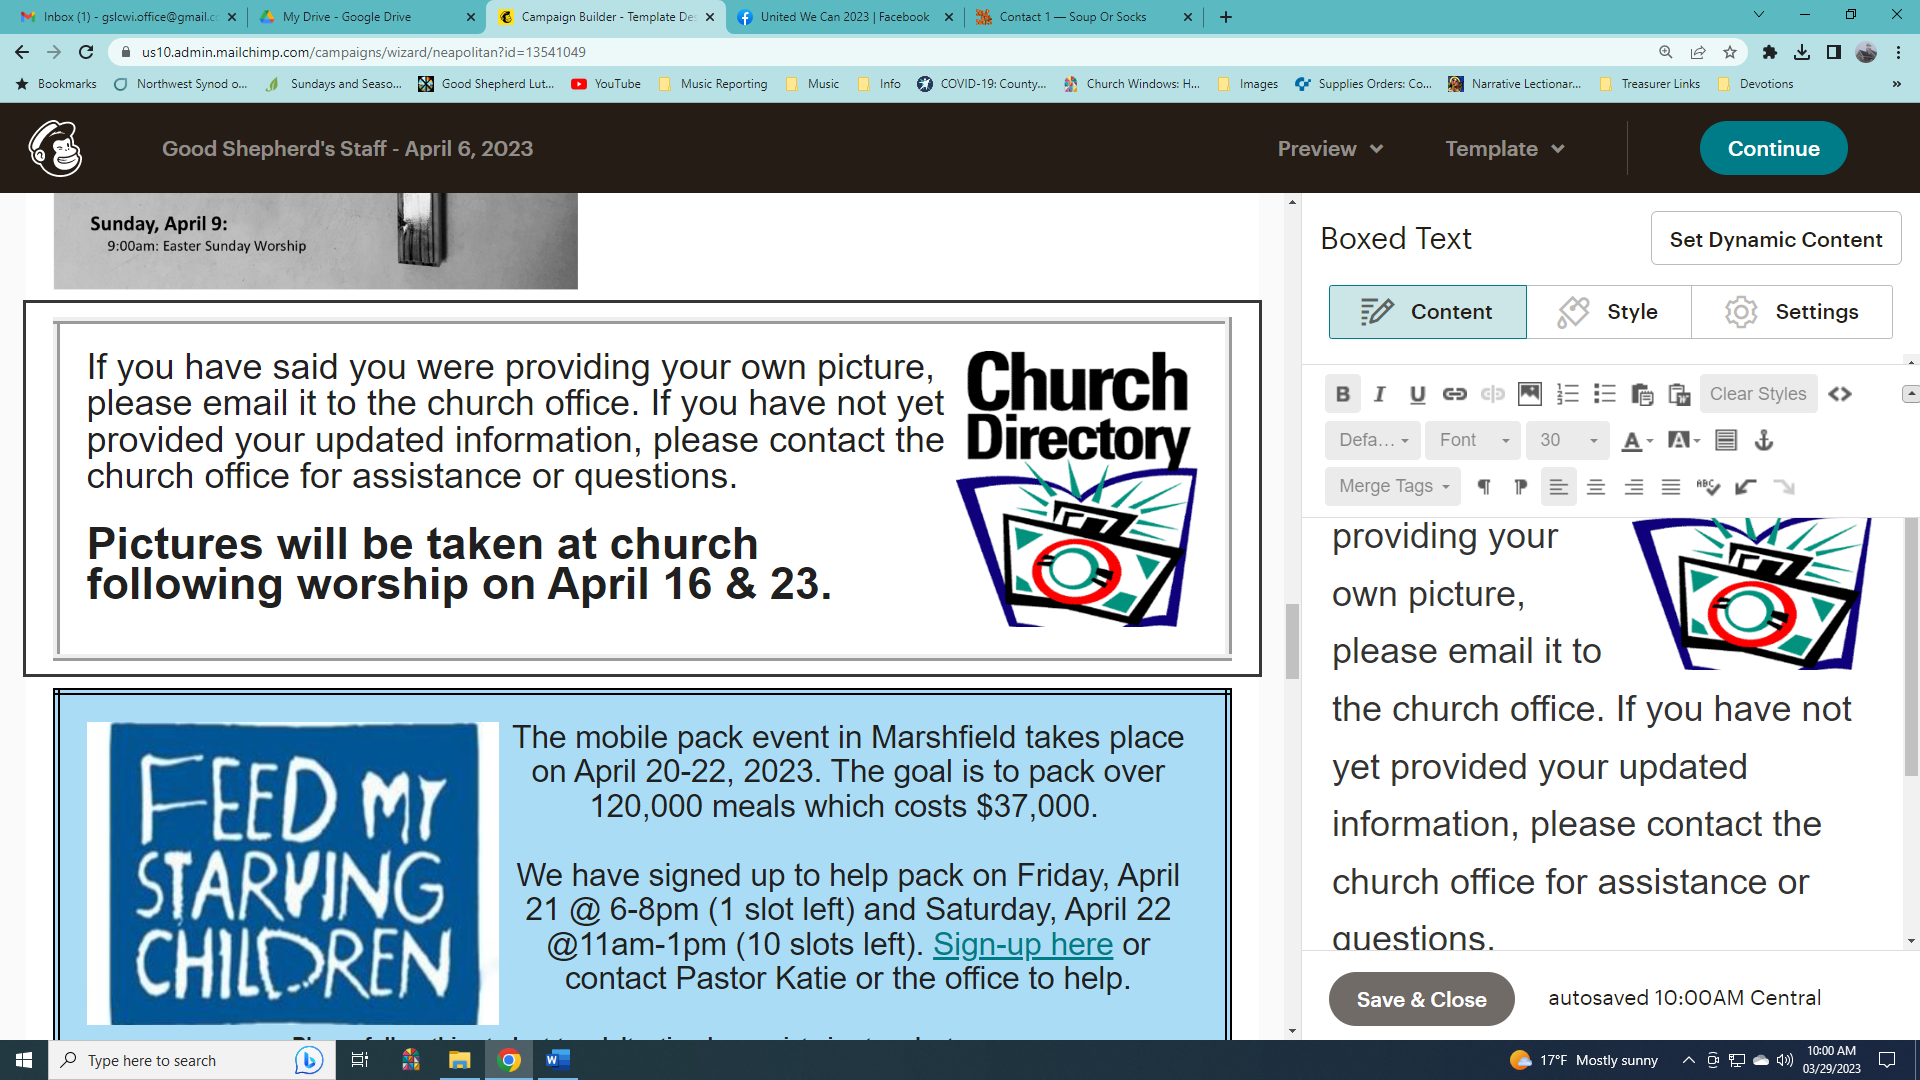 Inbox (1) - gslcwi.office@gmail.c
My Drive - Google Drive
Campaign Builder - Template De
United We Can 2023 | Facebook
Contact 1 — Soup Or Socks
us10.admin.mailchimp.com/campaigns/wizard/neapolitan?id=13541049
Bookmarks
Northwest Synod o...
Sundays and Seaso...
Good Shepherd Lut...
YouTube
Music Reporting
Music
Info
COVID-19: County...
Church Windows: H...
Images
Supplies Orders: Co...
Narrative Lectionar...
Treasurer Links
Devotions
»
Good Shepherd's Staff - April 6, 2023
Preview
Template
Continue
Sunday, April 9:
9:00am: Easter Sunday Worship
If you have said you were providing your own picture,
please email it to the church office. If you have not yet
provided your updated information, please contact the
church office for assistance or questions.
Pictures will be taken at church
following worship on April 16 & 23.
Church
Directory
FEED MY
STARVING
CHILDREN
The mobile pack event in Marshfield takes place
on April 20-22, 2023. The goal is to pack over
120,000 meals which costs $37,000.
We have signed up to help pack on Friday, April
21 @ 6-8pm (1 slot left) and Saturday, April 22
@11am-1pm (10 slots left). Sign-up here or
contact Pastor Katie or the office to help.
Boxed Text
Set Dynamic Content
Content
Style
Settings
B I U
Clear Styles
Defa...
Font
30
A
A
Merge Tags
ABC
providing your
own picture,
please email it to
the church office. If you have not
yet provided your updated
information, please contact the
church office for assistance or
questions.
Save & Close
autosaved 10:00AM Central
Type here to search
17°F Mostly sunny
10:00 AM
03/29/2023